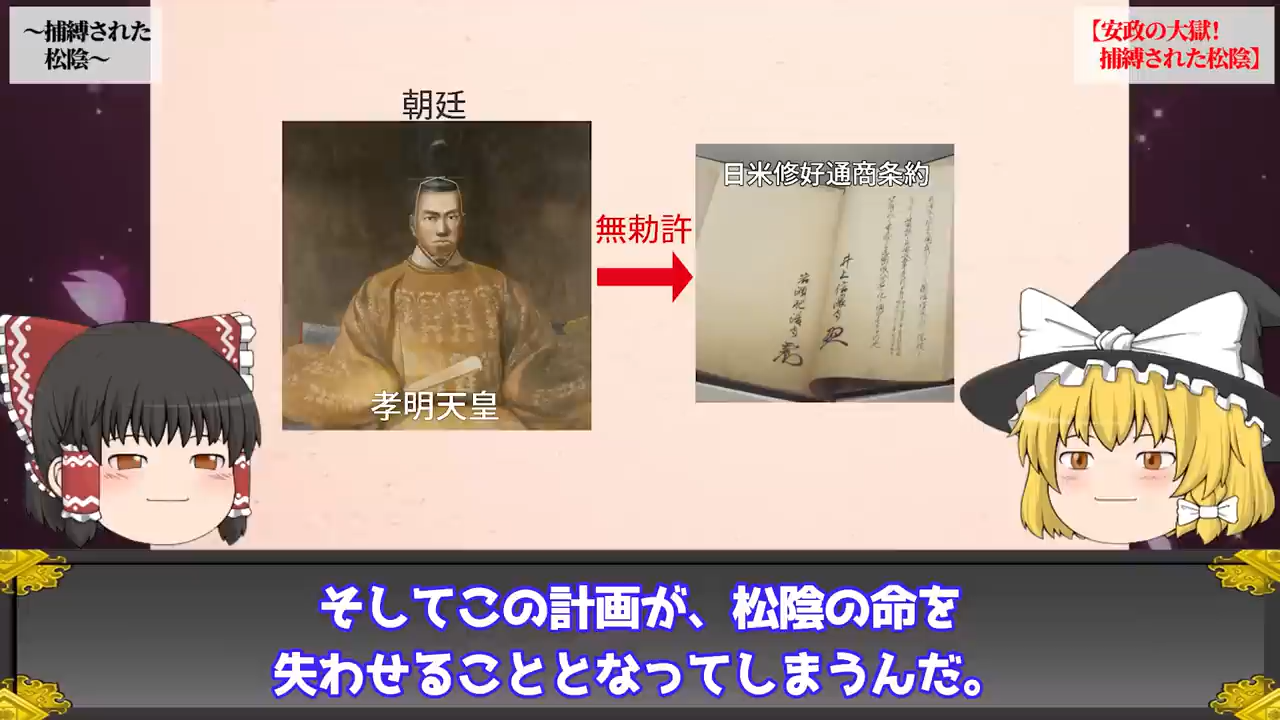 ～捕縛された
松陰～
【安政の大獄！
捕縛された松陰】
朝廷
孝明天皇
無勅許
日米修好通商条約
そしてこの計画が、松陰の命を
失わせることとなってしまうんだ。